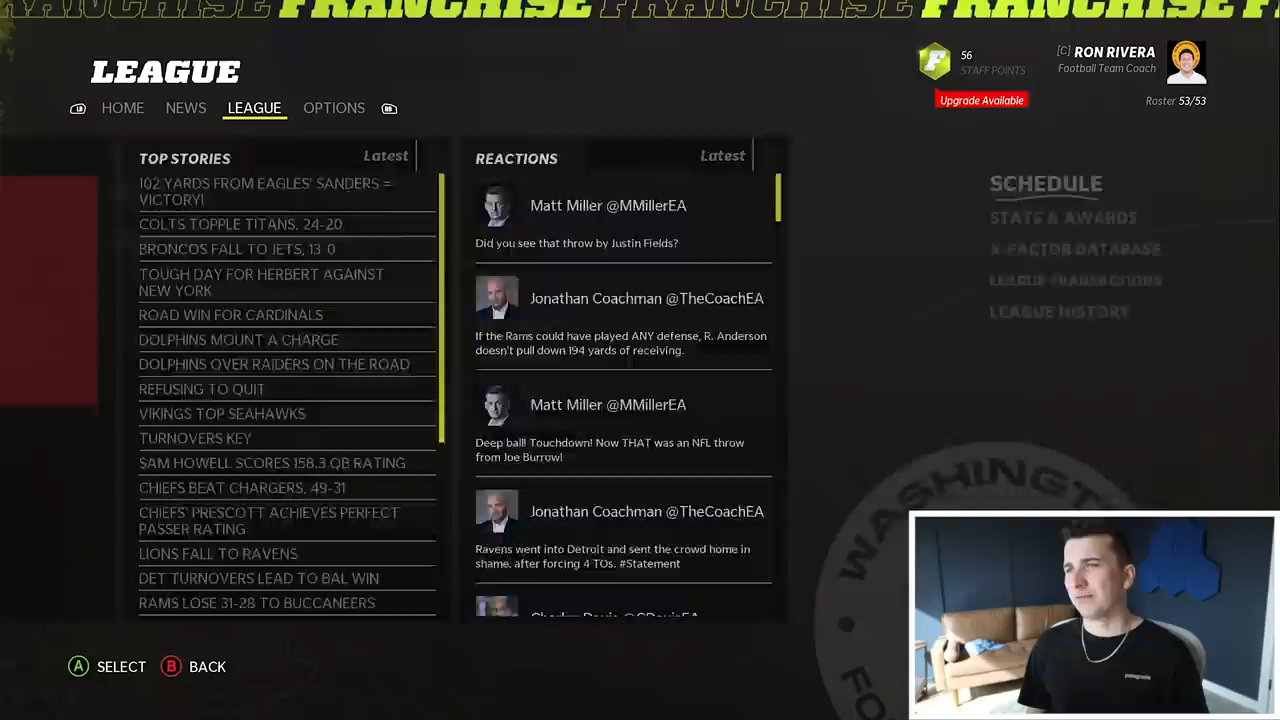 FRANCHISE FRANCHISE FRANCHISE FRANCHISE F
LEAGUE
56
STAFF POINTS
Upgrade Available
[C] RON RIVERA
Football Team Coach
Roster 53/53
LB HOME NEWS LEAGUE OPTIONS RB
TOP STORIES Latest
102 YARDS FROM EAGLES' SANDERS =
VICTORY!
COLTS TOPPLE TITANS, 24-20
BRONCOS FALL TO JETS, 13 0
TOUGH DAY FOR HERBERT AGAINST
NEW YORK
ROAD WIN FOR CARDINALS
DOLPHINS MOUNT A CHARGE
DOLPHINS OVER RAIDERS ON THE ROAD
REFUSING TO QUIT
VIKINGS TOP SEAHAWKS
TURNOVERS KEY
SAM HOWELL SCORES 158.3 QB RATING
CHIEFS BEAT CHARGERS, 49-31
CHIEFS' PRESCOTT ACHIEVES PERFECT
PASSER RATING
LIONS FALL TO RAVENS
DET TURNOVERS LEAD TO BAL WIN
RAMS LOSE 31-28 TO BUCCANEERS
REACTIONS Latest
Matt Miller @MMillerEA
Did you see that throw by Justin Fields?
Jonathan Coachman @TheCoachEA
If the Rams could have played ANY defense, R. Anderson
doesn't pull down 194 yards of receiving.
Matt Miller @MMillerEA
Deep ball! Touchdown! Now THAT was an NFL throw
from Joe Burrow!
Jonathan Coachman @TheCoachEA
Ravens went into Detroit and sent the crowd home in
shame, after forcing 4 TOs. #Statement
Charles Davis @CDavisEA
SCHEDULE
STATS & AWARDS
X-FACTOR DATABASE
LEAGUE TRANSACTIONS
LEAGUE HISTORY
WASHINGT
FO
A SELECT B BACK
patagonia